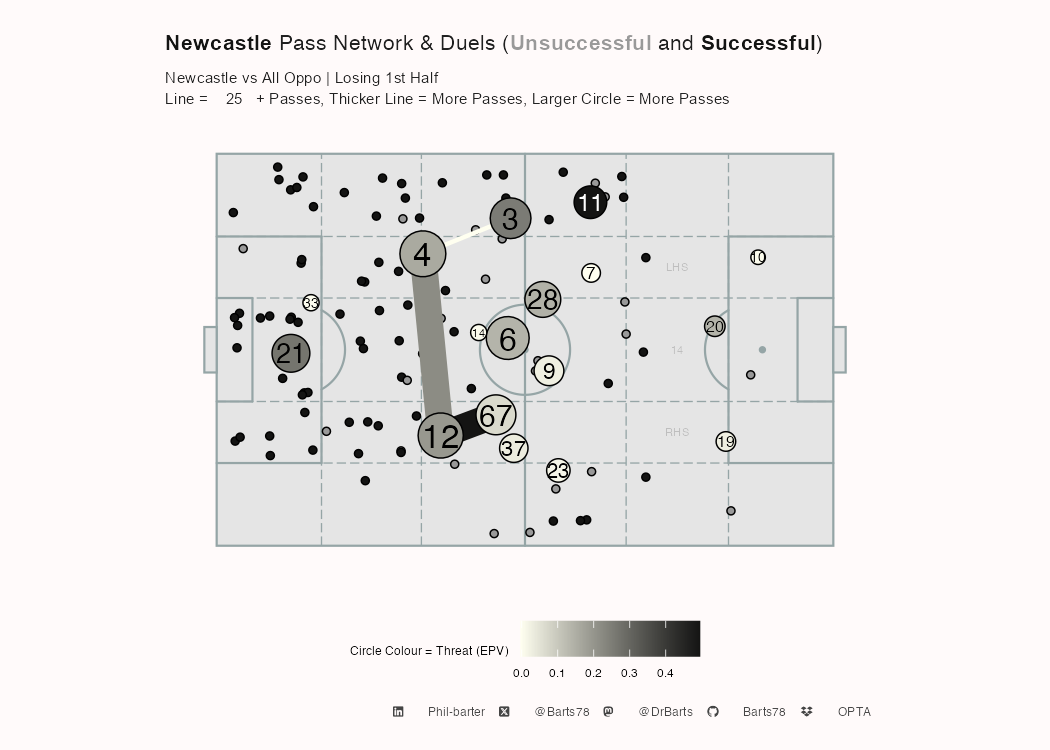 Newcastle Pass Network & Duels (Unsuccessful and Successful)
Newcastle vs All Oppo | Losing 1st Half
Line = 25 + Passes, Thicker Line = More Passes, Larger Circle = More Passes
11
3
4
LHS
10
7
28
33
14
6
20
21
14
9
67
12
37
RHS
19
23
Circle Colour = Threat (EPV)
0.0 0.1 0.2 0.3 0.4
Phil-barter @Barts78 @DrBarts Barts78 OPTA